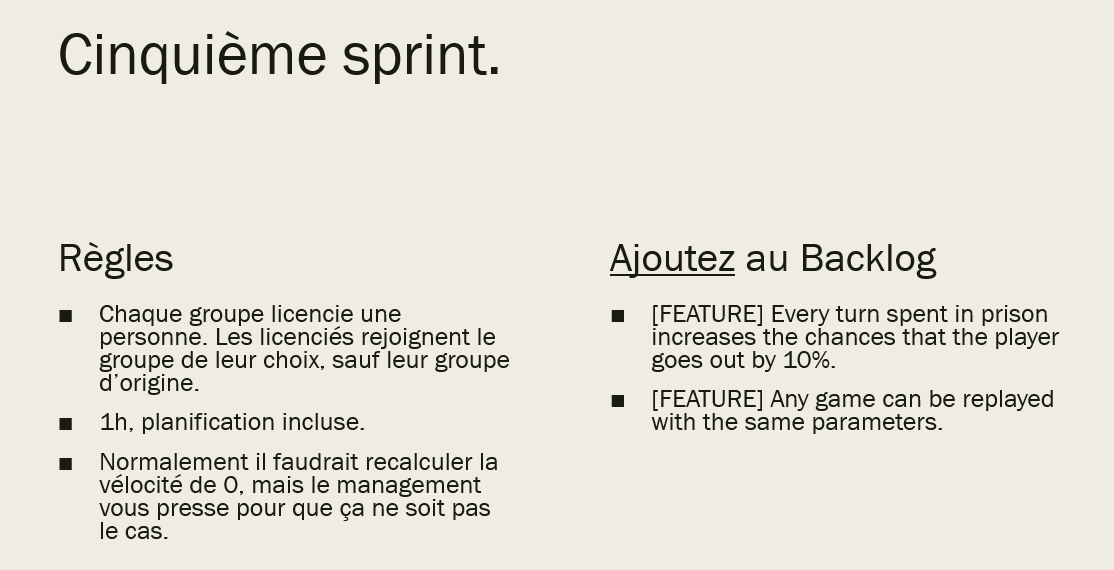 Cinquième sprint.
Règles
■ Chaque groupe licencie une
personne. Les licenciés rejoignent le
groupe de leur choix, sauf leur groupe
d’origine.
■ 1h, planification incluse.
■ Normalement il faudrait recalculer la
vélocité de 0, mais le management
vous presse pour que ça ne soit pas
le cas.
Ajoutez au Backlog
■ [FEATURE] Every turn spent in prison
increases the chances that the player
goes out by 10%.
■ [FEATURE] Any game can be replayed
with the same parameters.